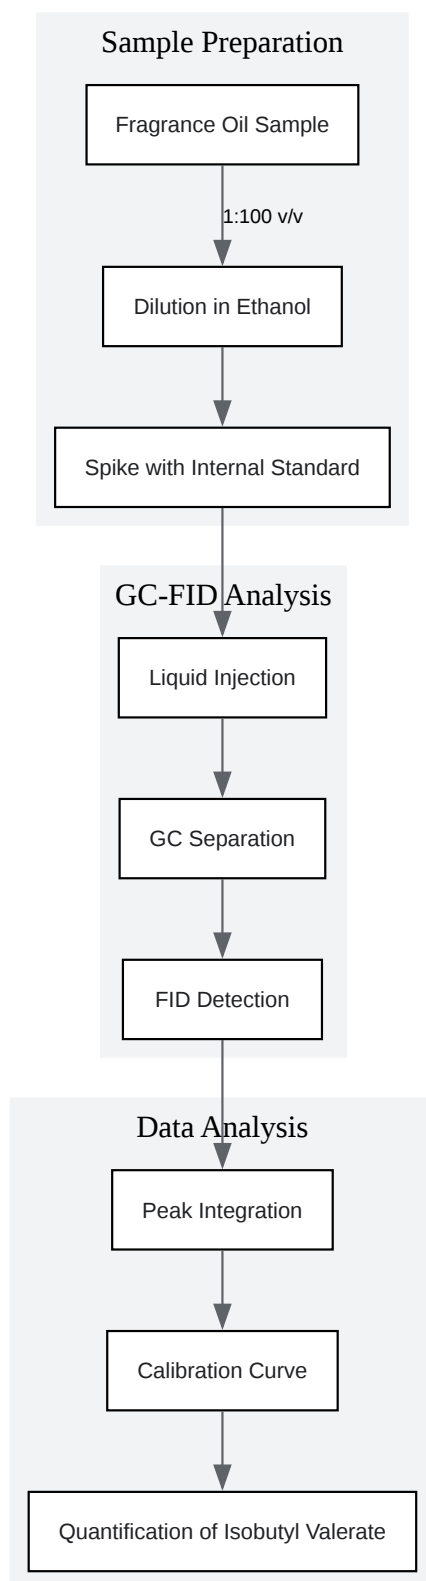 Sample Preparation
Fragrance Oil Sample
1:100 v/v
Dilution in Ethanol
Spike with Internal Standard
GC-FID Analysis
Liquid Injection
GC Separation
FID Detection
Data Analysis
Peak Integration
Calibration Curve
Quantification of Isobutyl Valerate